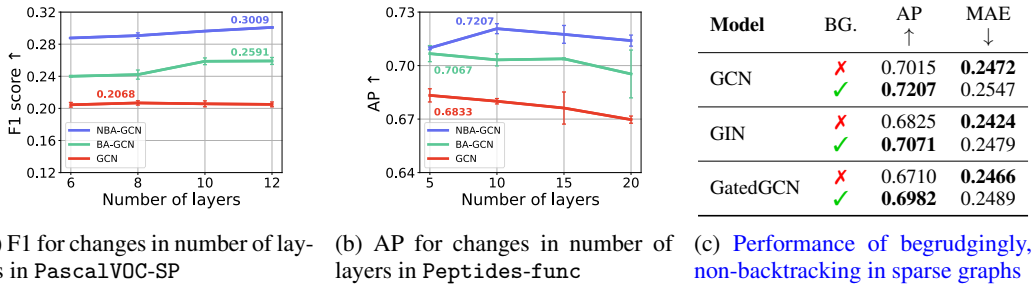 0.32
0.28
0.24
0.20
0.16
0.12
F1 score ↑
0.3009
0.2591
0.2068
NBA-GCN
BA-GCN
GCN
6 8 10 12
Number of layers
) F1 for changes in number of lay-
s in PascalVOC-SP
0.73
0.70
0.67
0.64
AP ↑
0.7207
0.7067
0.6833
NBA-GCN
BA-GCN
GCN
5 10 15 20
Number of layers
(b) AP for changes in number of
layers in Peptides-func
Model BG. AP ↑ MAE ↓
GCN ✗ 0.7015 0.2472
✓ 0.7207 0.2547
GIN ✗ 0.6825 0.2424
✓ 0.7071 0.2479
GatedGCN ✗ 0.6710 0.2466
✓ 0.6982 0.2489
(c) Performance of begrudgingly,
non-backtracking in sparse graphs